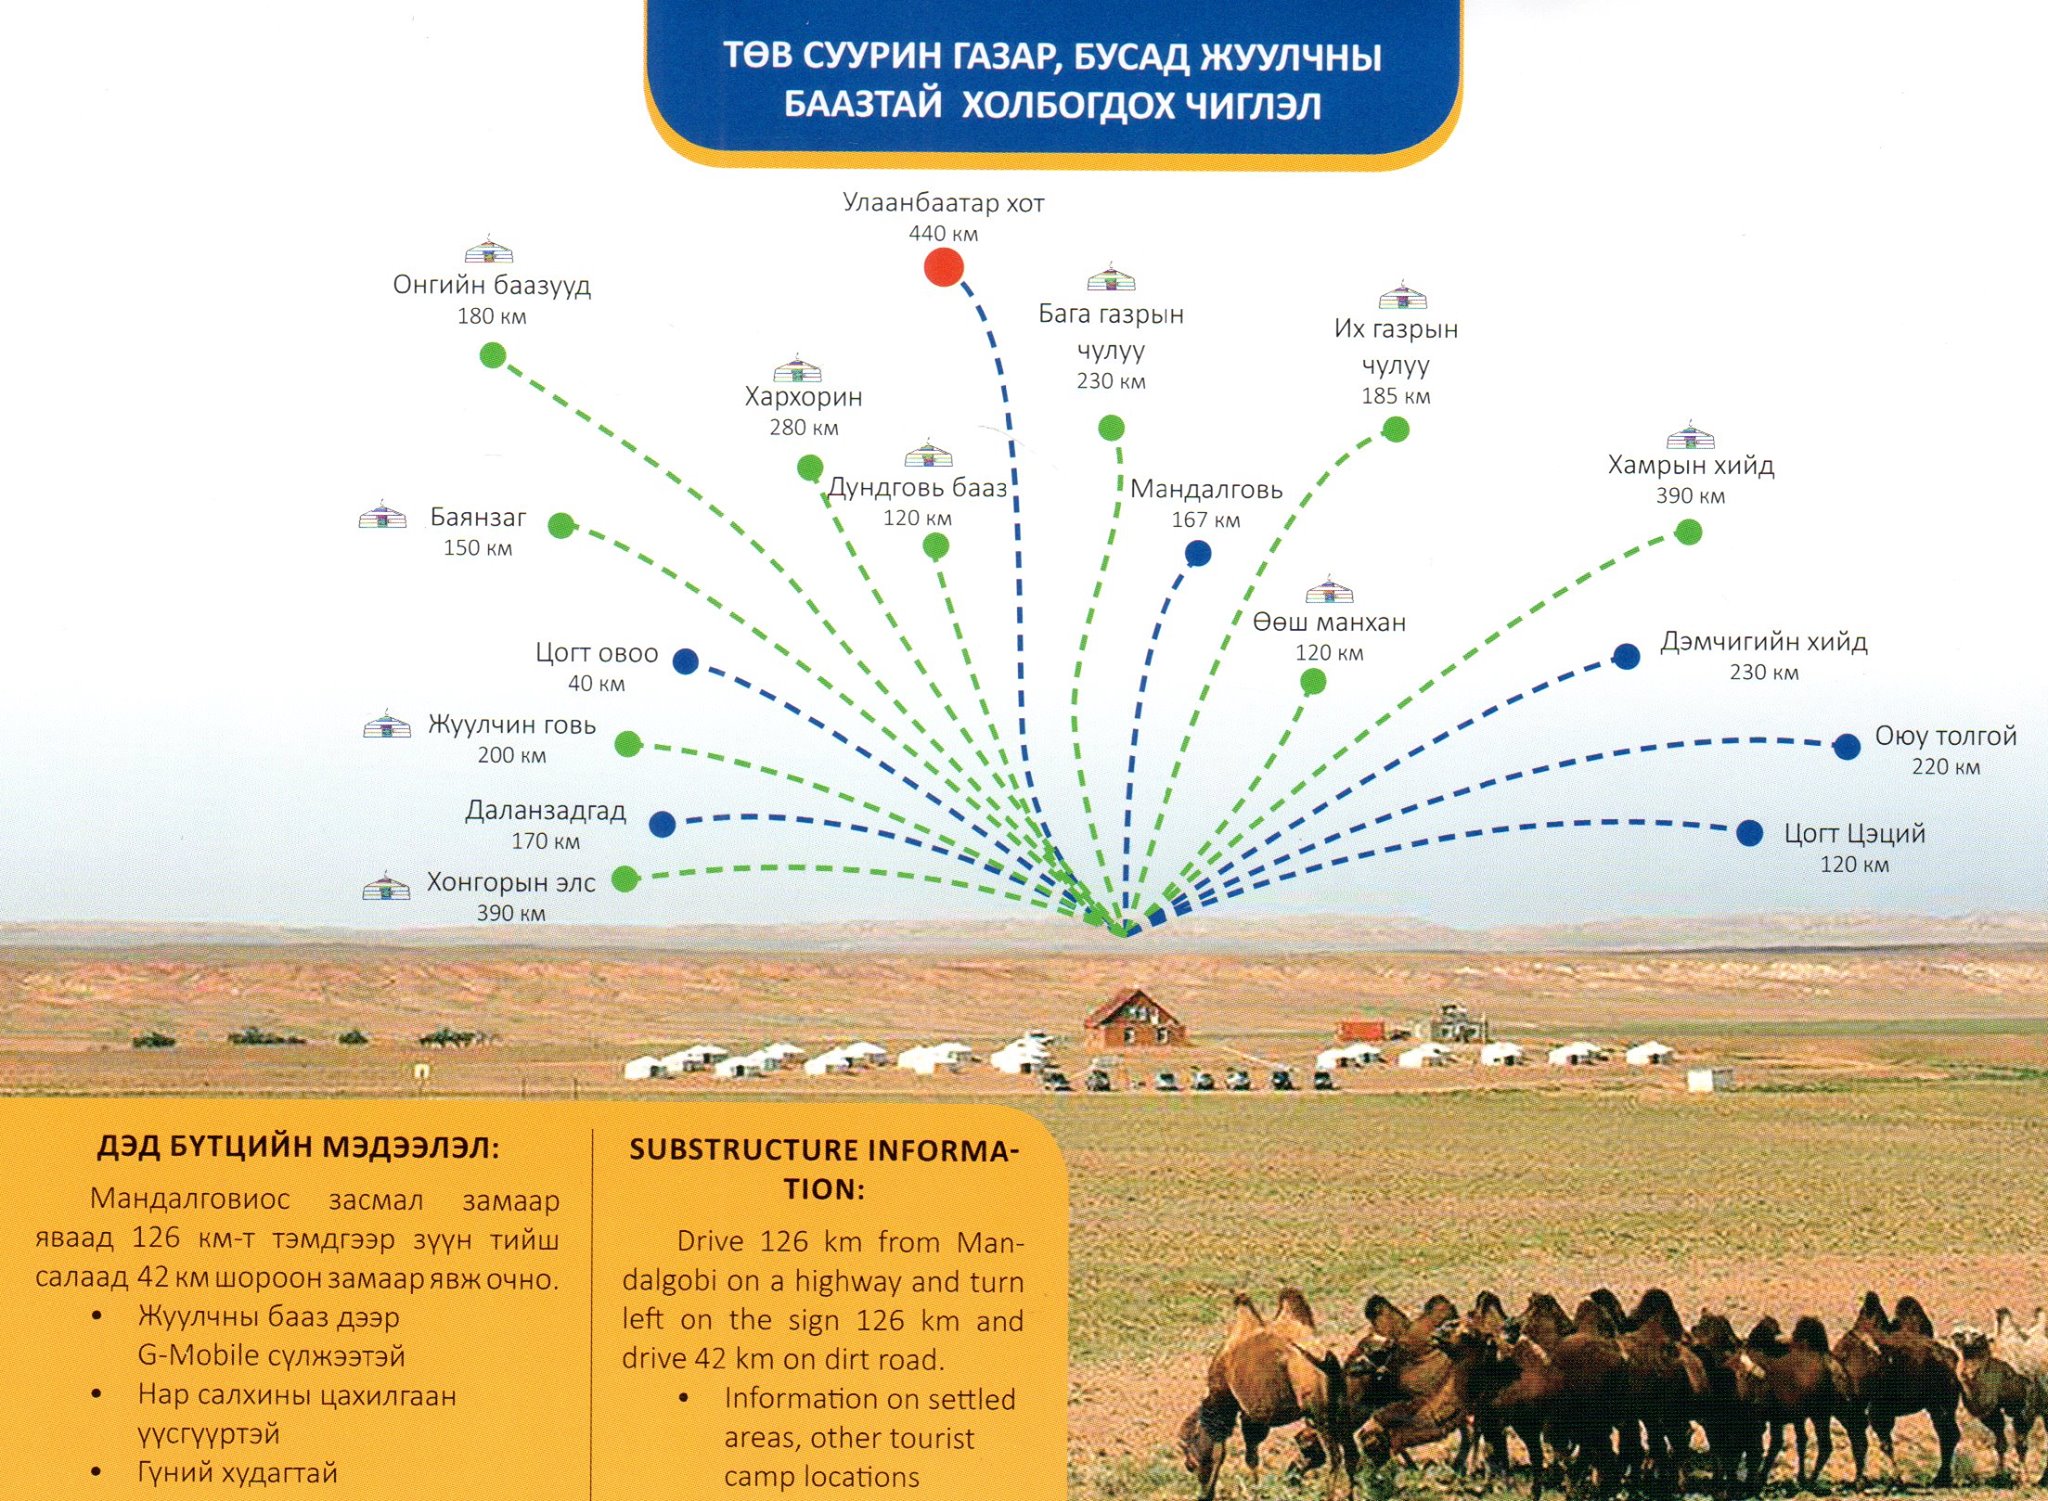 ТӨВ СУУРИН ГАЗАР, БУСАД ЖУУЛЧНЫ
БААЗТАЙ ХОЛБОГДОХ ЧИГЛЭЛ
Улаанбаатар хот
440 км
Онгийн баазууд
180 км
Бага газрын
чулуу
230 км
Их газрын
чулуу
185 км
Хархорин
280 км
Дундговь бааз
120 км
Мандалговь
167 км
Хамрын хийд
390 км
Баянзаг
150 км
Өөш манхан
120 км
Цогт овоо
40 км
Дэмчигийн хийд
230 км
Жуулчин говь
200 км
Оюу толгой
220 км
Даланзадгад
170 км
Цогт Цэций
120 км
Хонгорын элс
390 км
ДЭД БҮТЦИЙН МЭДЭЭЛЭЛ:
Мандалговиос засмал замаар
яваад 126 км-т тэмдгээр зүүн тийш
салаад 42 км шороон замаар явж очно.
• Жуулчны бааз дээр
G-Mobile сүлжээтэй
• Нар салхины цахилгаан
үүсгүүртэй
• Гүний худагтай
SUBSTRUCTURE INFORMA-
TION:
Drive 126 km from Man-
dalgobi on a highway and turn
left on the sign 126 km and
drive 42 km on dirt road.
• Information on settled
areas, other tourist
camp locations